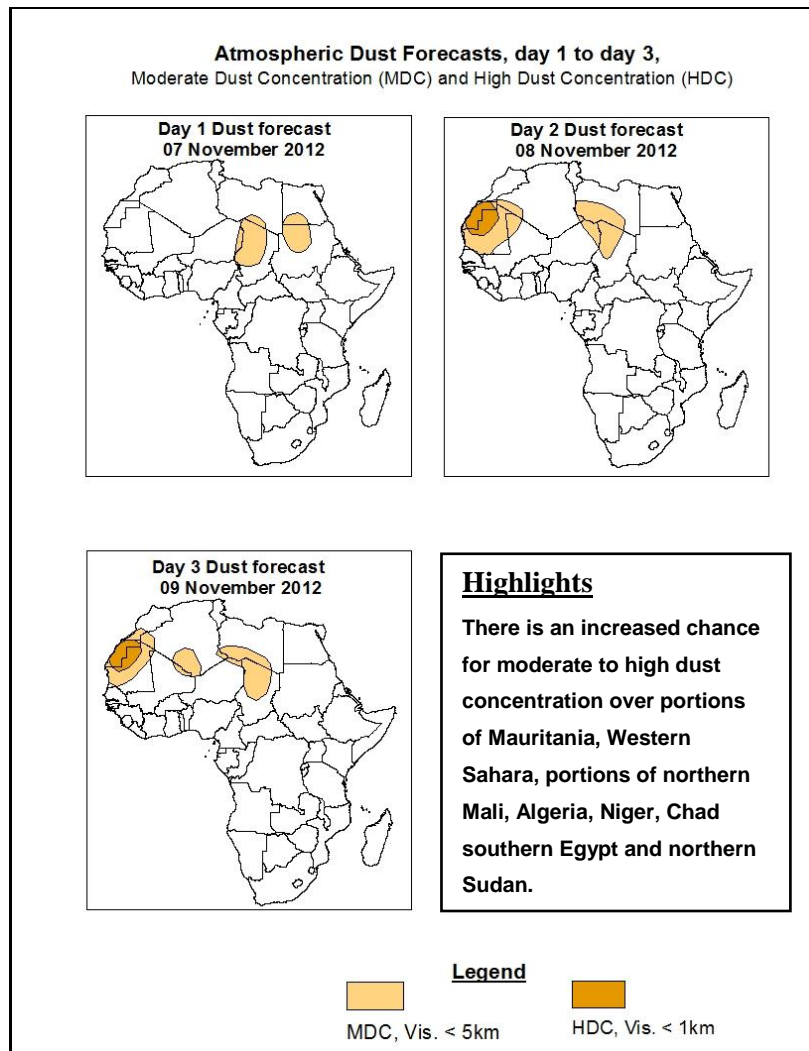 Atmospheric Dust Forecasts, day 1 to day 3,
Moderate Dust Concentration (MDC) and High Dust Concentration (HDC)
Day 1 Dust forecast
07 November 2012
Day 2 Dust forecast
08 November 2012
Day 3 Dust forecast
09 November 2012
Highlights
There is an increased chance
for moderate to high dust
concentration over portions
of Mauritania, Western
Sahara, portions of northern
Mali, Algeria, Niger, Chad
southern Egypt and northern
Sudan.
Legend
MDC, Vis. < 5km
HDC, Vis. < 1km